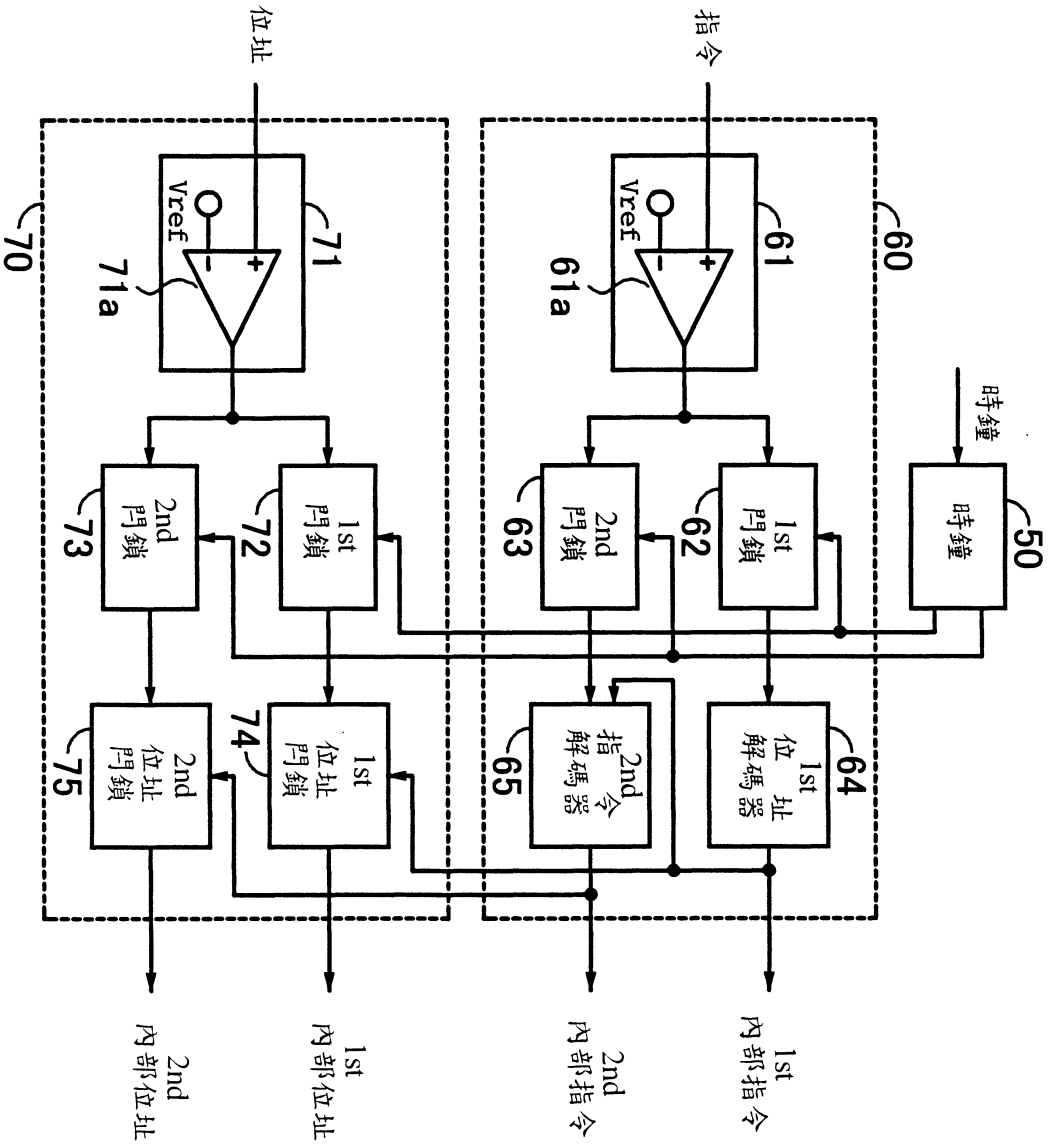 時鐘
時鐘
50
指令
60
61
Vref
+
-
61a
1st
閂鎖
62
2nd
閂鎖
63
1st
位址
解碼器
64
2nd
指令
解碼器
65
1st
內部指令
2nd
內部指令
位址
70
71
Vref
+
-
71a
1st
閂鎖
72
2nd
閂鎖
73
1st
位址
閂鎖
74
2nd
位址
閂鎖
75
1st
內部位址
2nd
內部位址